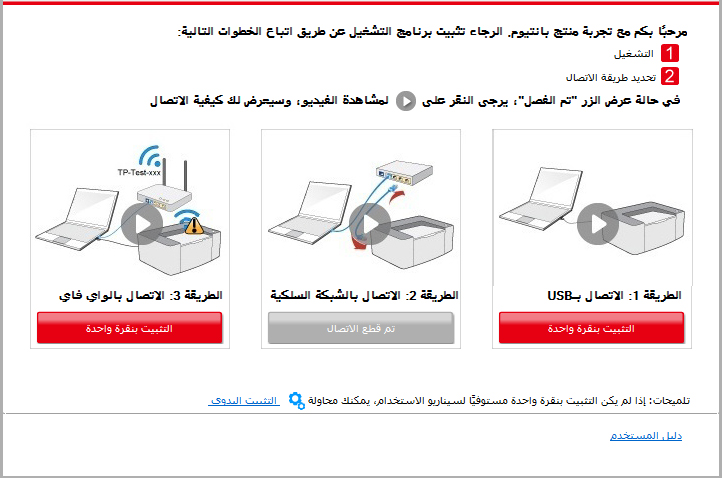 مرحبًا بكم مع تجربة منتج بانتيوم. الرجاء تثبيت برنامج التشغيل عن طريق اتباع الخطوات التالية:
1 التشغيل
2 تحديد طريقة الاتصال
في حالة عرض الزر "تم الفصل"، يرجى النقر على لمشاهدة الفيديو، وسيعرض لك كيفية الاتصال
TP-Test-xxx
الطريقة 1: الاتصال بـUSB
التثبيت بنقرة واحدة
الطريقة 2: الاتصال بالشبكة السلكية
تم قطع الاتصال
الطريقة 3: الاتصال بالواي فاي
التثبيت بنقرة واحدة
تلميحات: إذا لم يكن التثبيت بنقرة واحدة مستوفيًا لسيناريو الاستخدام، يمكنك محاولة التثبيت اليدوي
دليل المستخدم